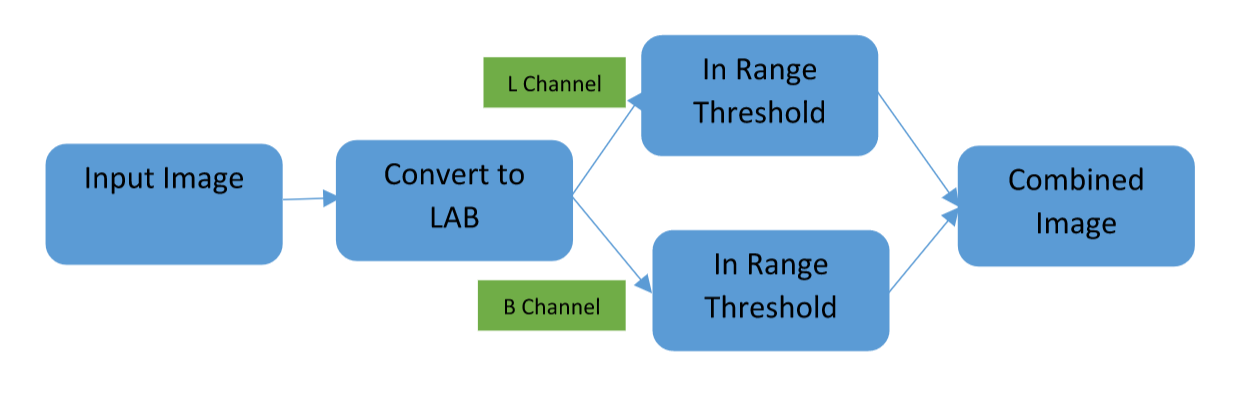 Input Image
Convert to
LAB
L Channel
In Range
Threshold
B Channel
In Range
Threshold
Combined
Image